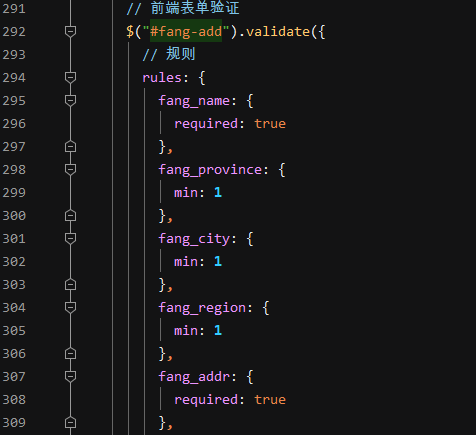 291 // 前端表单验证
292 $("#fang-add").validate({
293 // 规则
294 rules: {
295 fang_name: {
296 required: true
297 },
298 fang_province: {
299 min: 1
300 },
301 fang_city: {
302 min: 1
303 },
304 fang_region: {
305 min: 1
306 },
307 fang_addr: {
308 required: true
309 },